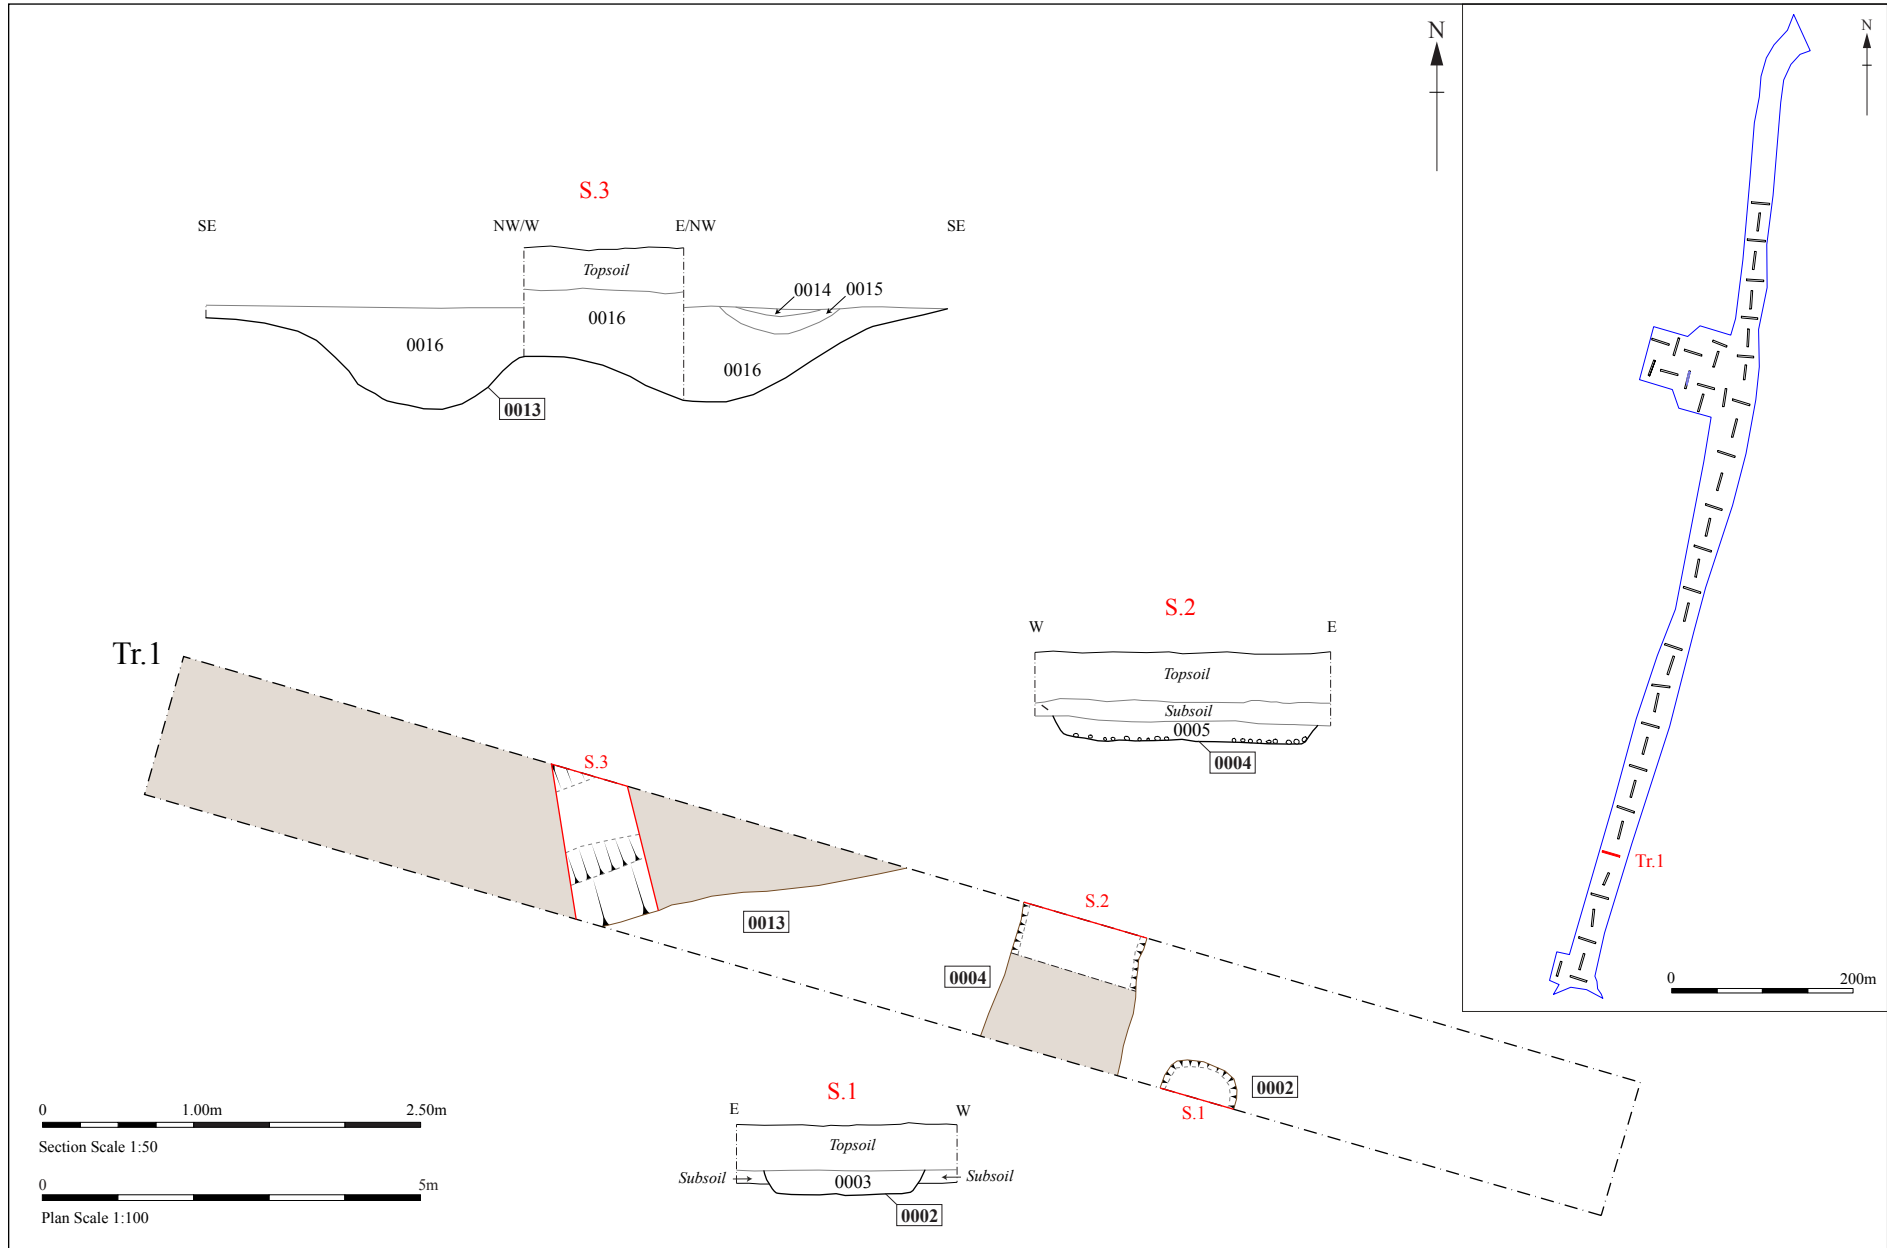 N
N
S.3
SE
NW/W
E/NW
SE
Topsoil
0014
0015
0016
0016
0016
0013
S.2
W
E
Topsoil
Subsoil
0005
0004
Tr.1
S.3
0013
S.2
0004
0002
S.1
Tr.1
0
200m
S.1
E
W
Topsoil
Subsoil
0003
Subsoil
0002
0
1.00m
2.50m
Section Scale 1:50
0
5m
Plan Scale 1:100